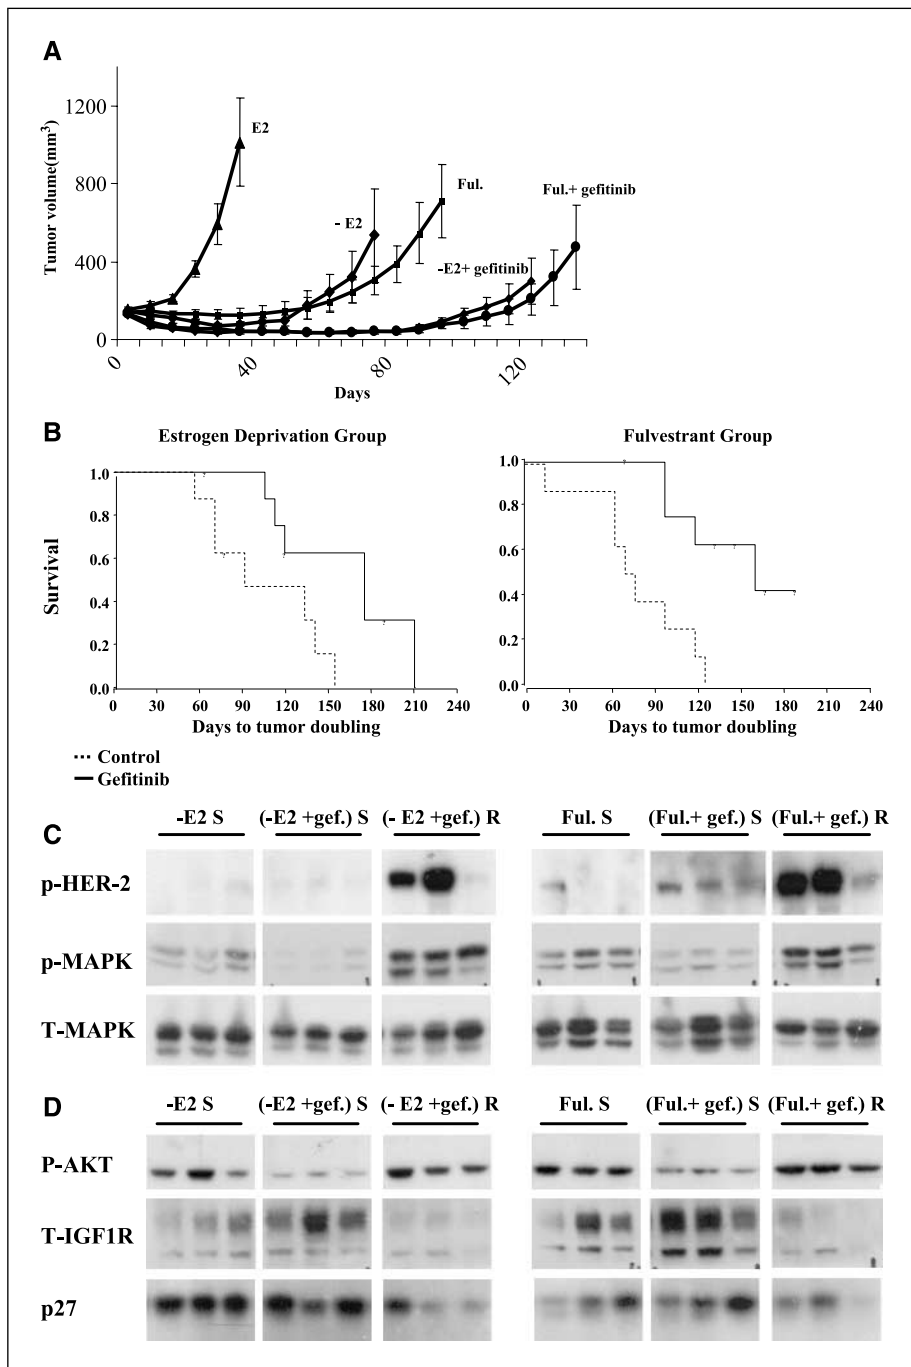 A
1200
800
400
0
Tumor volume(mm³)
E2
- E2
Ful.
-E2+ gefitinib
Ful.+ gefitinib
0 40 80 120
Days
B
Estrogen Deprivation Group
Fulvestrant Group
Survival
1.0
0.8
0.6
0.4
0.2
0.0
0 30 60 90 120 150 180 210 240
Days to tumor doubling
1.0
0.8
0.6
0.4
0.2
0.0
0 30 60 90 120 150 180 210 240
Days to tumor doubling
Control
Gefitinib
C
-E2 S (-E2 +gef.) S (- E2 +gef.) R Ful. S (Ful.+ gef.) S (Ful.+ gef.) R
p-HER-2
p-MAPK
T-MAPK
D
-E2 S (-E2 +gef.) S (- E2 +gef.) R Ful. S (Ful.+ gef.) S (Ful.+ gef.) R
P-AKT
T-IGF1R
p27